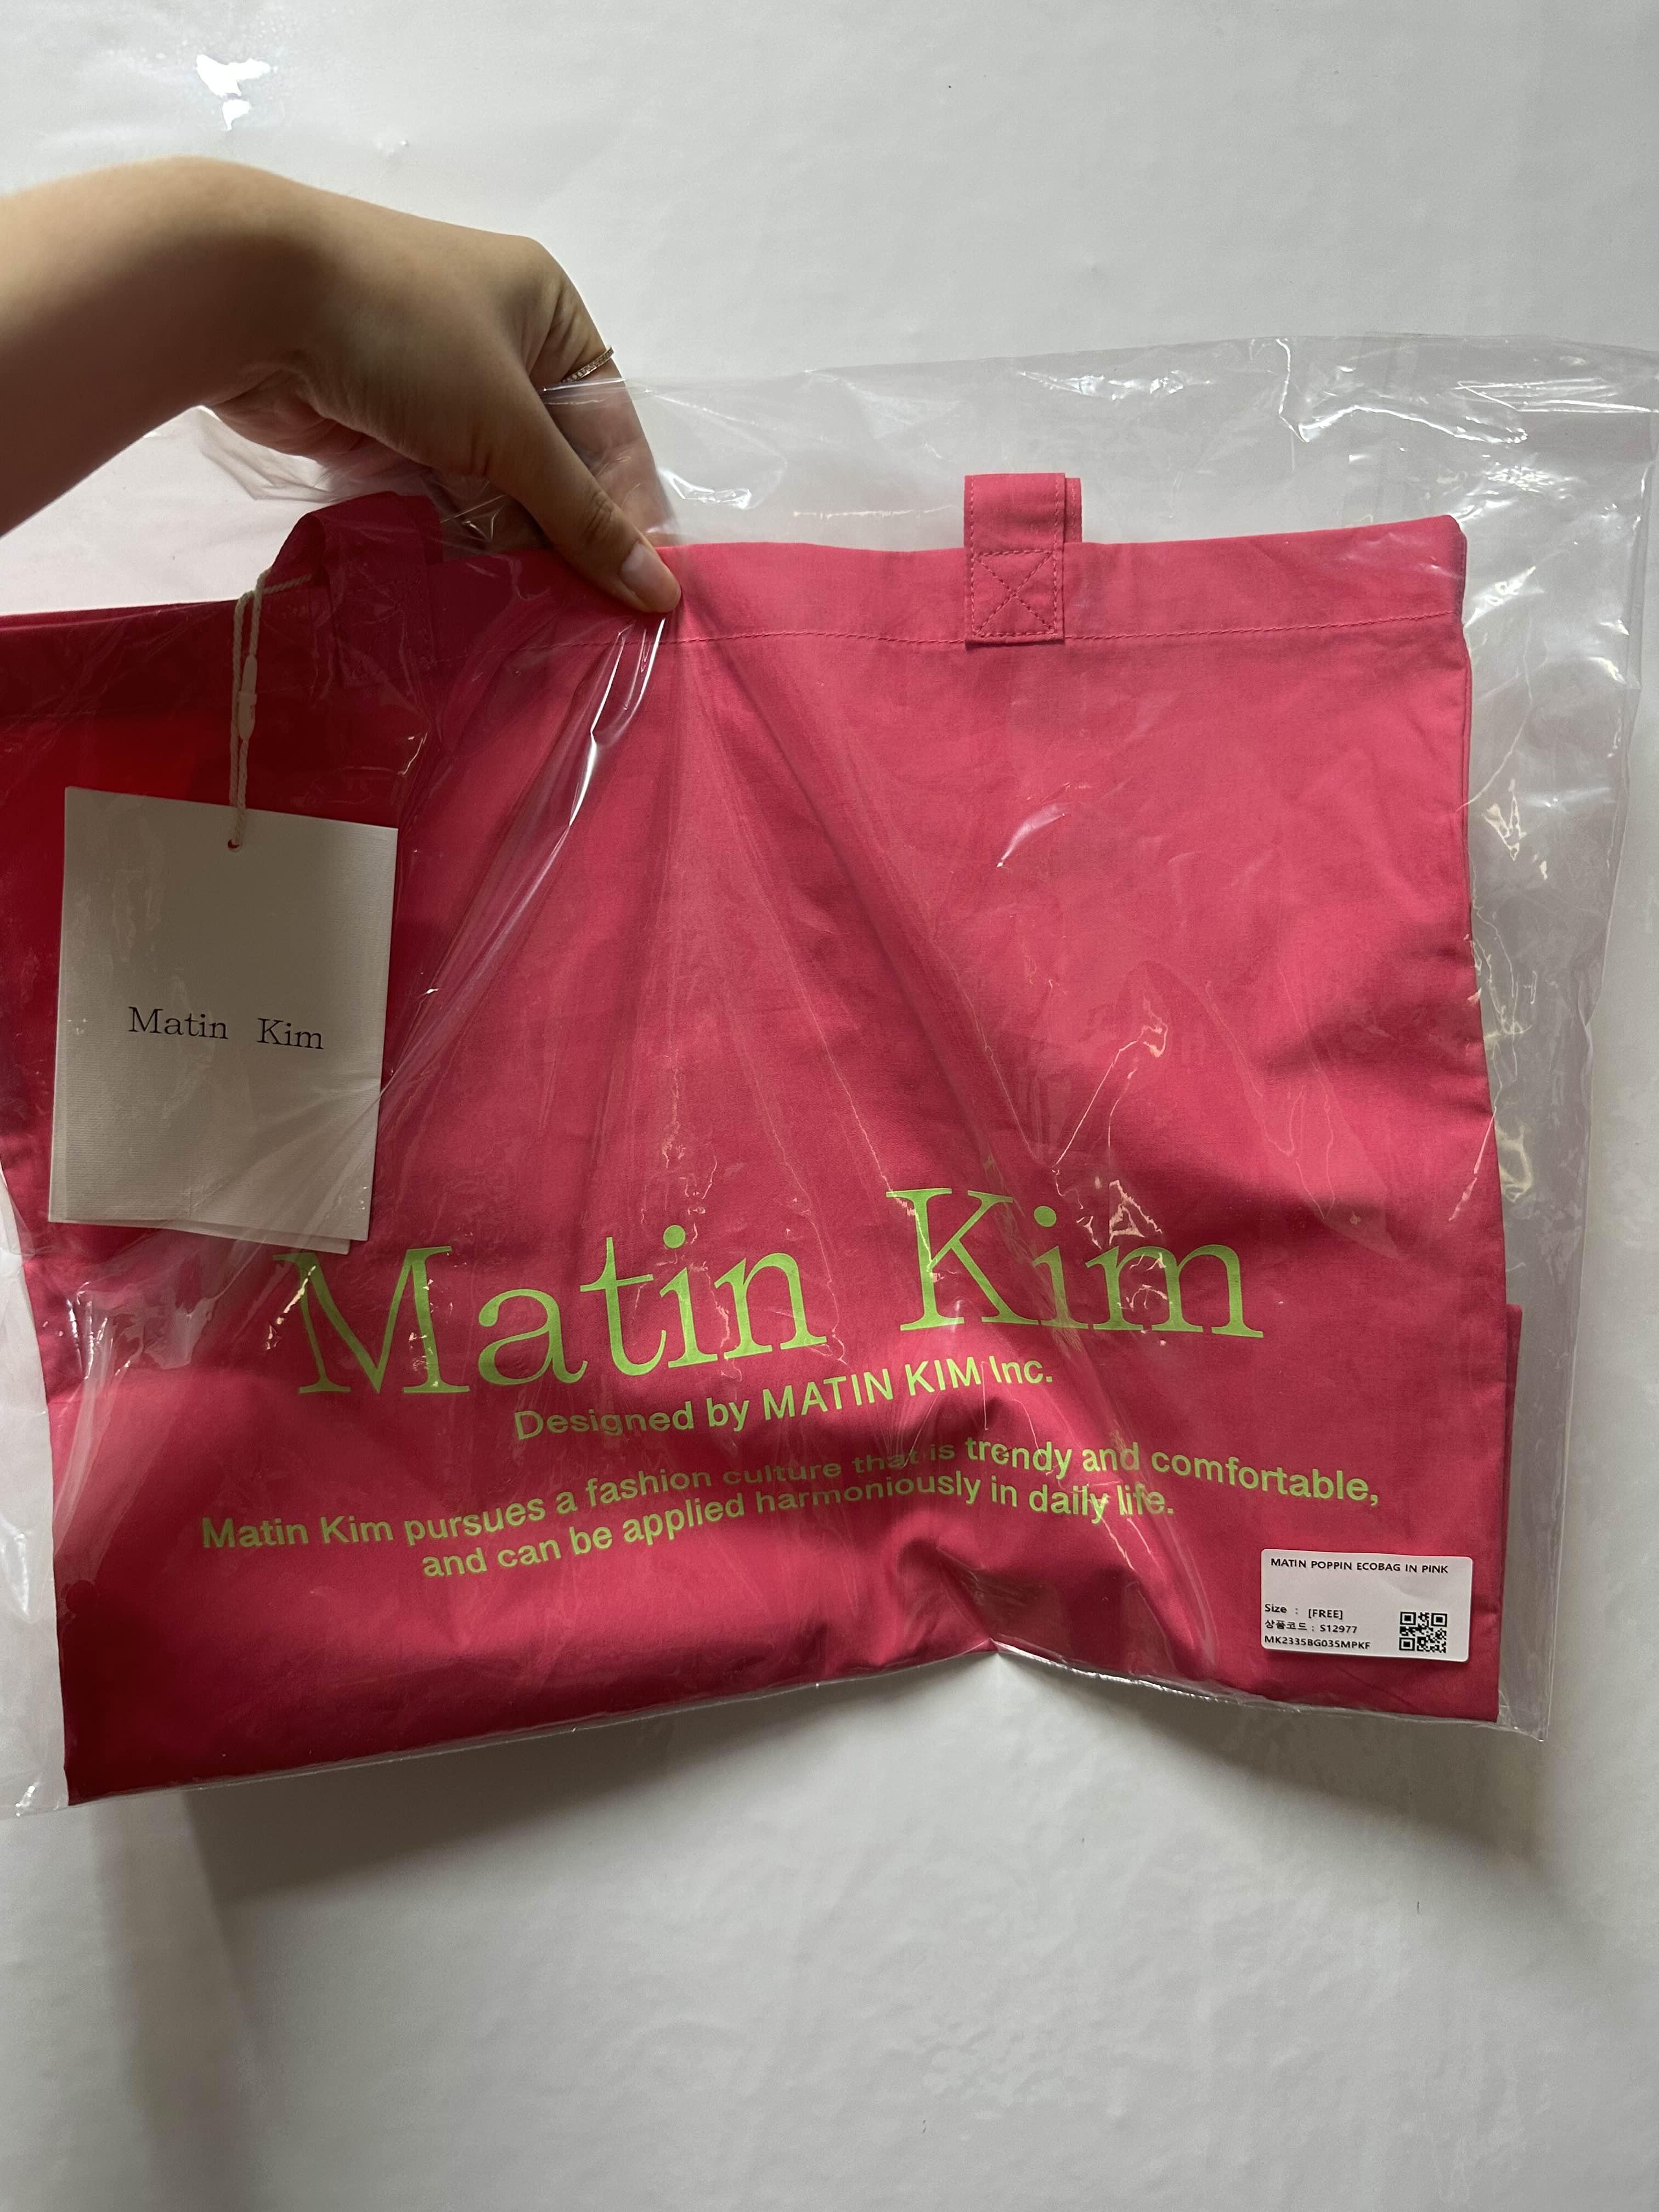 Matin Kim
Matin Kim
Designed by MATIN KIM Inc.
Matin Kim pursues a fashion culture that is trendy and comfortable,
and can be applied harmoniously in daily life.
MATIN POPPIN ECOBAG IN PINK
Size : [FREE]
상품코드 : S12977
MK2335BG035MPKF